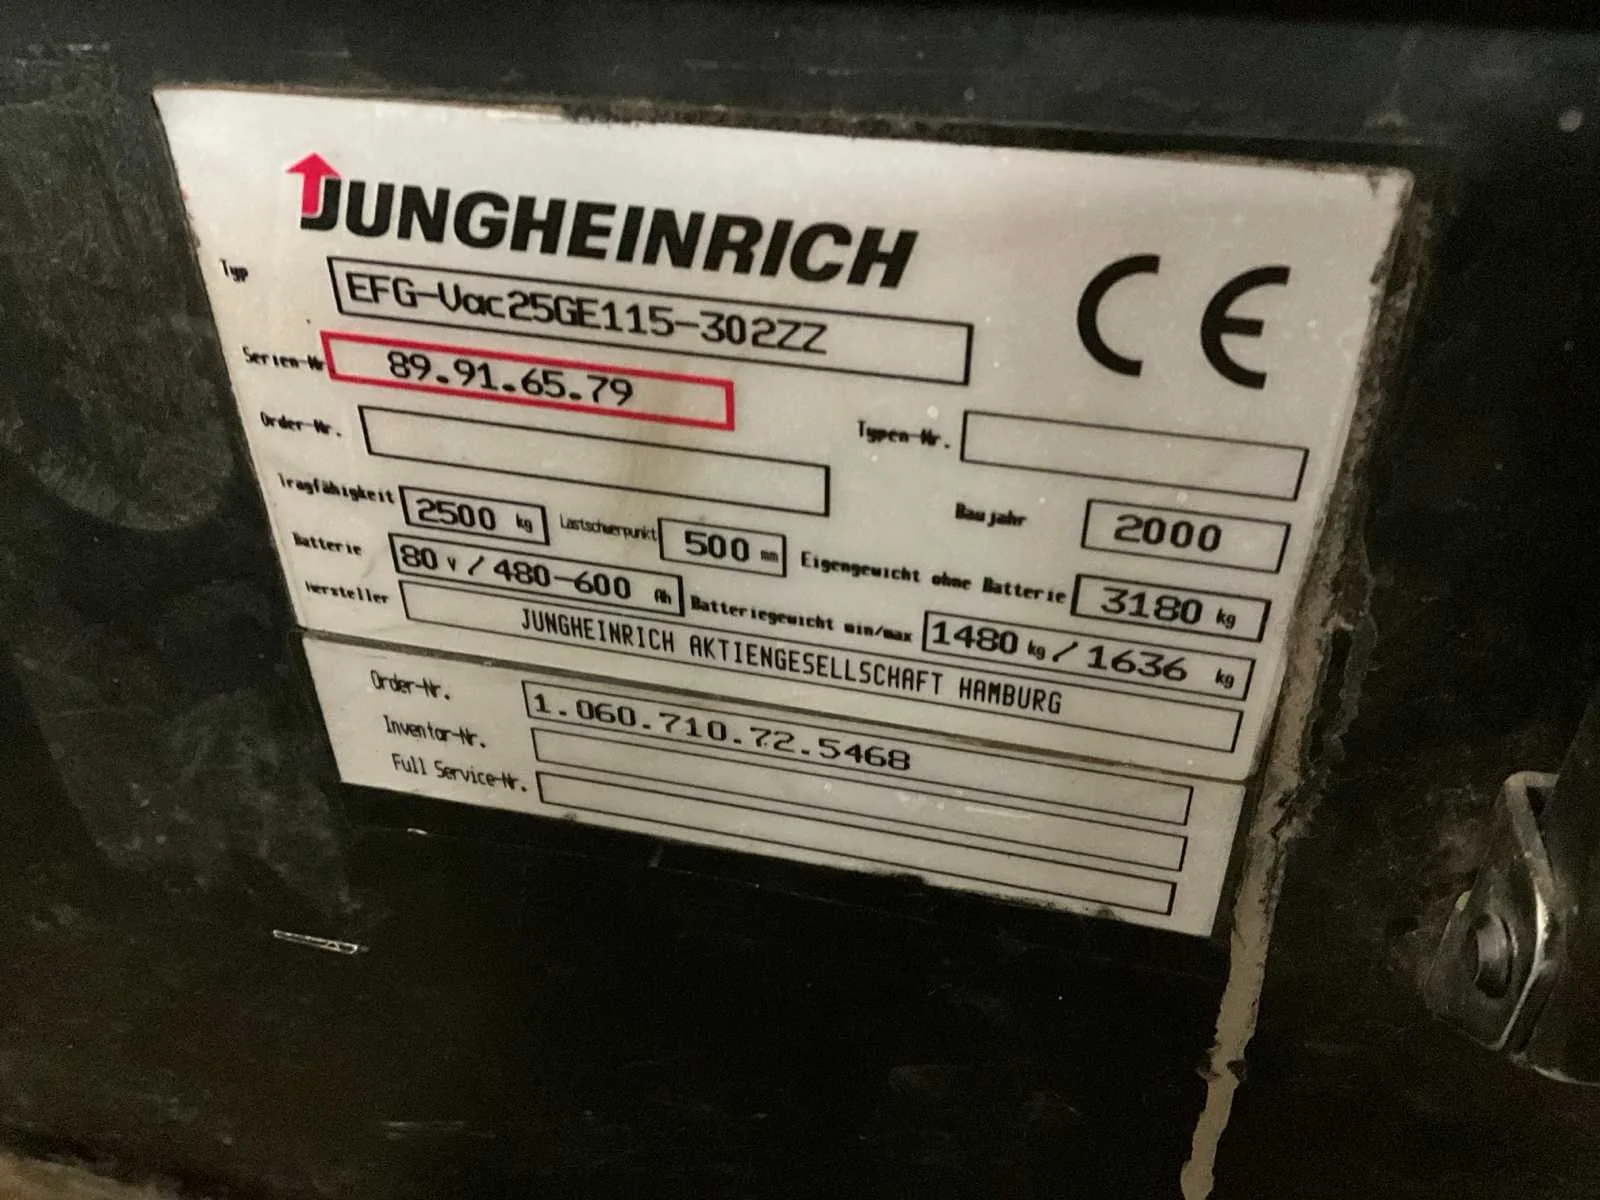 JUNGHEINRICH
CE
Typ EFG-Vac25GE115-302ZZ
Serien-Nr 89.91.65.79
Order-Nr. Typen-Nr.
Tragfähigkeit 2500 kg Lastschwerpunkt 500 mm Baujahr 2000
Batterie 80 V / 480-600 Ah Eigengewicht ohne Batterie 3180 kg
Batteriegewicht min/max 1480 kg / 1636 kg
Hersteller JUNGHEINRICH AKTIENGESELLSCHAFT HAMBURG
Order-Nr. 1.060.710.72.5468
Inventar-Nr.
Full Service-Nr.